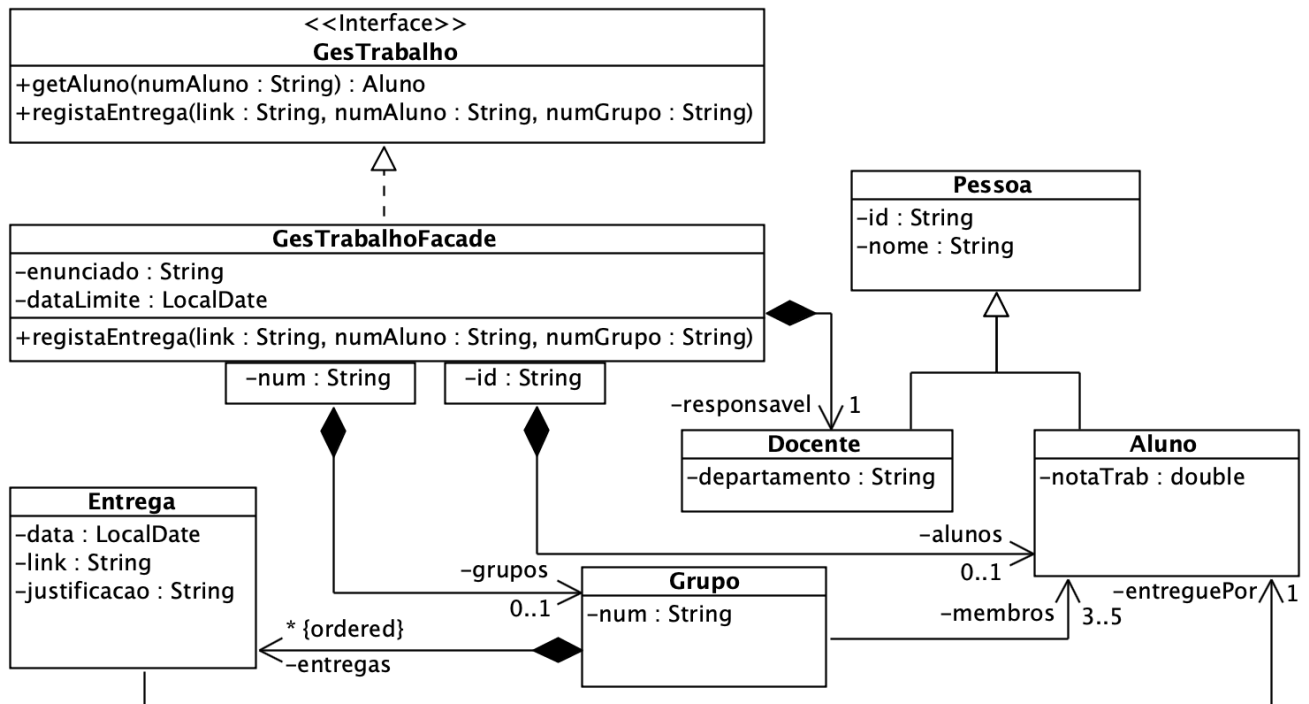 <<Interface>>
GesTrabalho
+getAluno(numAluno : String) : Aluno
+registaEntrega(link : String, numAluno : String, numGrupo : String)
Pessoa
-id : String
-nome : String
GesTrabalhoFacade
-enunciado : String
-dataLimite : LocalDate
+registaEntrega(link : String, numAluno : String, numGrupo : String)
-num : String
-id : String
-responsavel
1
Docente
-departamento : String
Aluno
-notaTrab : double
Entrega
-data : LocalDate
-link : String
-justificacao : String
-alunos
0..1
-grupos
0..1
Grupo
-num : String
-entreguePor
1
-membros
3..5
* {ordered}
-entregas